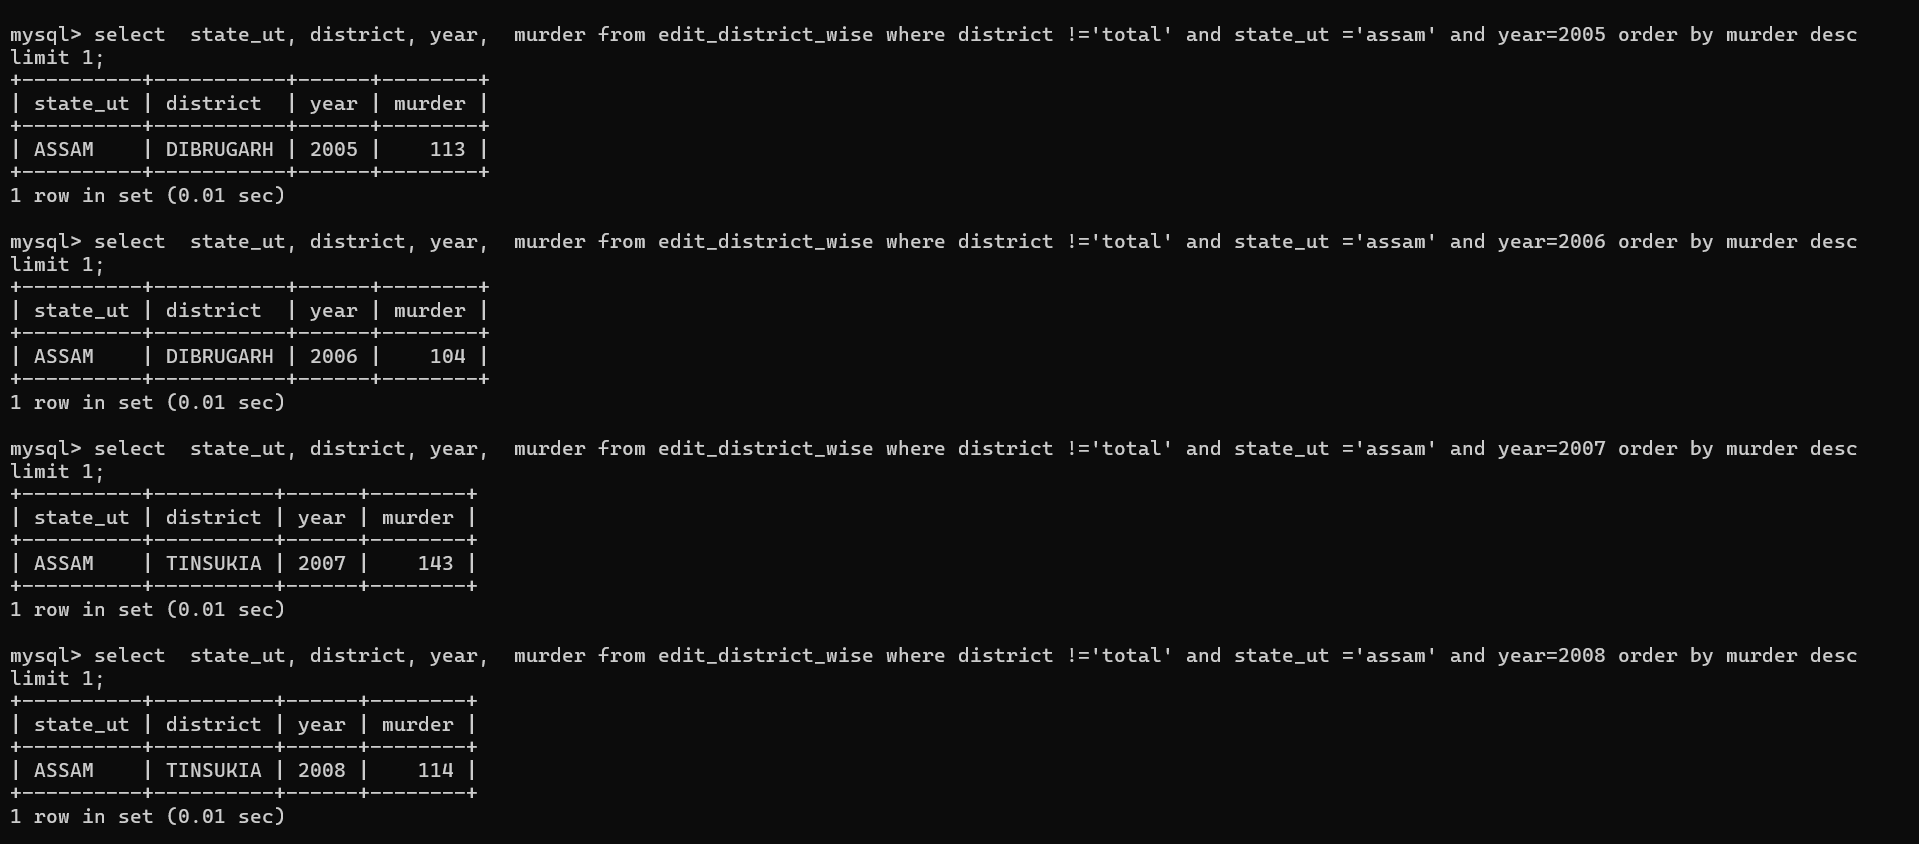 mysql> select  state_ut, district, year,  murder from edit_district_wise where district !='total' and state_ut ='assam' and year=2005 order by murder desc
limit 1;
+----------+-----------+------+--------+
| state_ut | district  | year | murder |
+----------+-----------+------+--------+
| ASSAM    | DIBRUGARH | 2005 |    113 |
+----------+-----------+------+--------+
1 row in set (0.01 sec)
mysql> select  state_ut, district, year,  murder from edit_district_wise where district !='total' and state_ut ='assam' and year=2006 order by murder desc
limit 1;
+----------+-----------+------+--------+
| state_ut | district  | year | murder |
+----------+-----------+------+--------+
| ASSAM    | DIBRUGARH | 2006 |    104 |
+----------+-----------+------+--------+
1 row in set (0.01 sec)
mysql> select  state_ut, district, year,  murder from edit_district_wise where district !='total' and state_ut ='assam' and year=2007 order by murder desc
limit 1;
+----------+----------+------+--------+
| state_ut | district | year | murder |
+----------+----------+------+--------+
| ASSAM    | TINSUKIA | 2007 |    143 |
+----------+----------+------+--------+
1 row in set (0.01 sec)
mysql> select  state_ut, district, year,  murder from edit_district_wise where district !='total' and state_ut ='assam' and year=2008 order by murder desc
limit 1;
+----------+----------+------+--------+
| state_ut | district | year | murder |
+----------+----------+------+--------+
| ASSAM    | TINSUKIA | 2008 |    114 |
+----------+----------+------+--------+
1 row in set (0.01 sec)